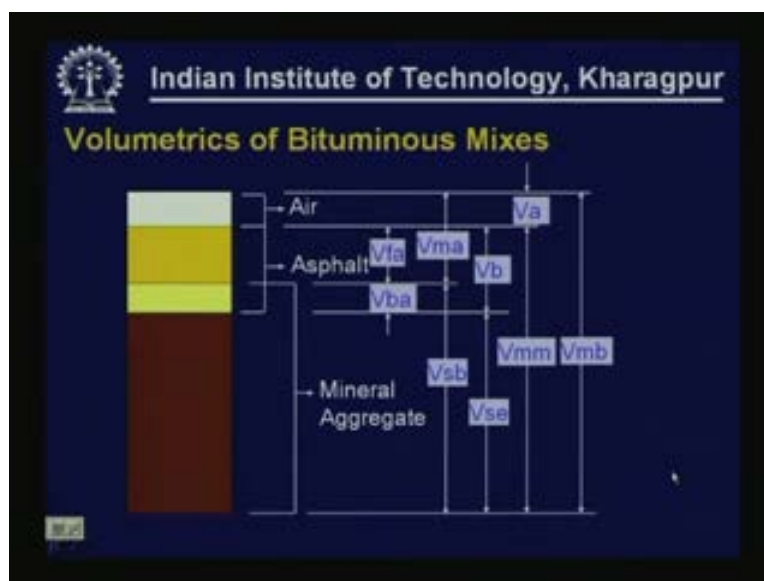 Indian Institute of Technology, Kharagpur
Volumetrics of Bituminous Mixes
Air
Va
Vfa
Vma
Vb
Asphalt
Vba
Vmm
Vmb
Vsb
Mineral
Aggregate
Vse